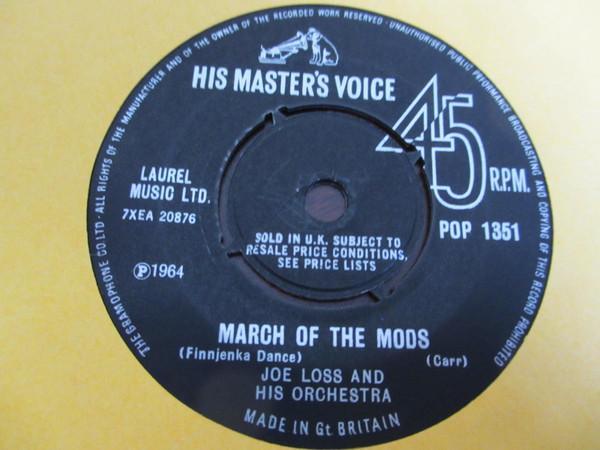 THE GRAMOPHONE CO. LTD. - ALL RIGHTS OF THE MANUFACTURER AND OF THE OWNER OF THE RECORDED WORK RESERVED - UNAUTHORISED PUBLIC PERFORMANCE BROADCASTING AND COPYING OF THIS RECORD PROHIBITED
HIS MASTER'S VOICE
45 R.P.M.
LAUREL
MUSIC LTD.
7XEA 20876
POP 1351
SOLD IN U.K. SUBJECT TO
RESALE PRICE CONDITIONS,
SEE PRICE LISTS
℗1964
MARCH OF THE MODS
(Finnjenka Dance) (Carr)
JOE LOSS AND
HIS ORCHESTRA
MADE IN Gt. BRITAIN